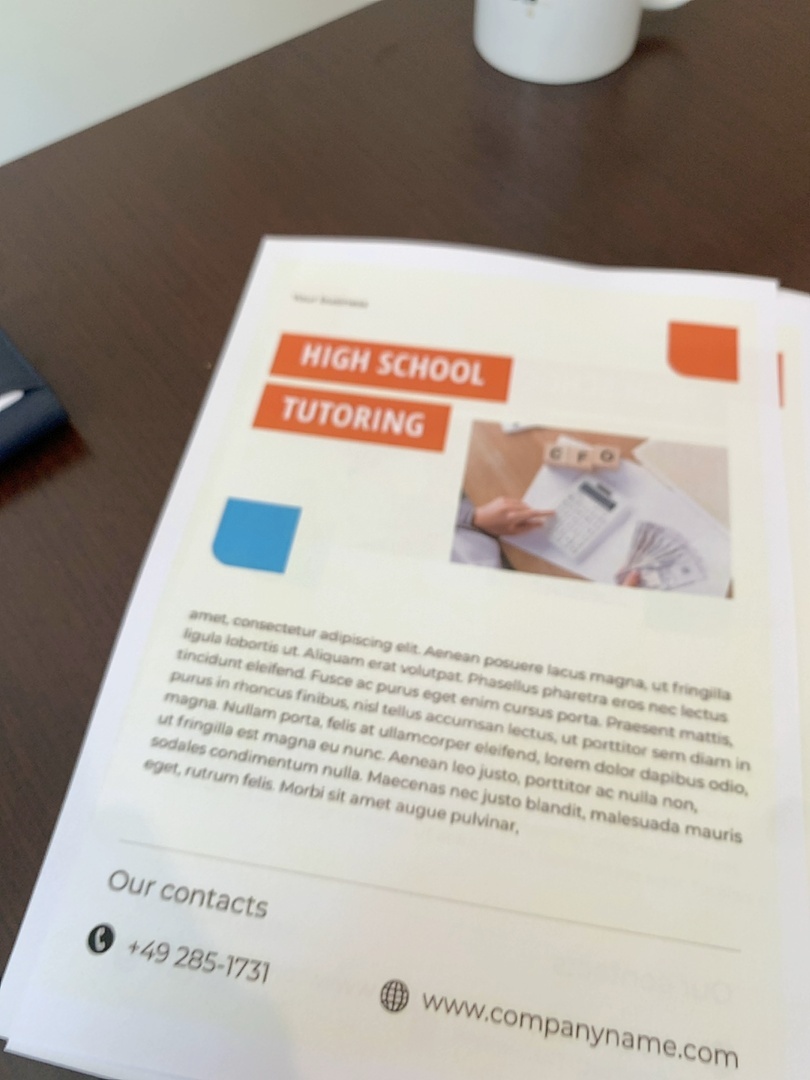 Your business
HIGH SCHOOL
TUTORING
CFO
amet, consectetur adipiscing elit. Aenean posuere lacus magna, ut fringilla
ligula lobortis ut. Aliquam erat volutpat. Phasellus pharetra eros nec lectus
tincidunt eleifend. Fusce ac purus eget enim cursus porta. Praesent mattis,
purus in rhoncus finibus, nisl tellus accumsan lectus, ut porttitor sem diam in
magna. Nullam porta, felis at ullamcorper eleifend, lorem dolor dapibus odio,
ut fringilla est magna eu nunc. Aenean leo justo, porttitor ac nulla non,
sodales condimentum nulla. Maecenas nec justo blandit, malesuada mauris
eget, rutrum felis. Morbi sit amet augue pulvinar,
Our contacts
+49 285-1731
www.companyname.com